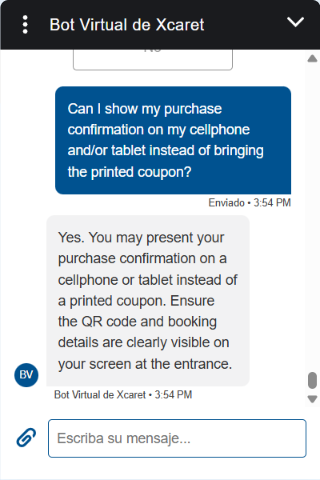 Bot Virtual de Xcaret
No
Can I show my purchase
confirmation on my cellphone
and/or tablet instead of bringing
the printed coupon?
Enviado • 3:54 PM
Yes. You may present your
purchase confirmation on a
cellphone or tablet instead of
a printed coupon. Ensure
the QR code and booking
details are clearly visible on
your screen at the entrance.
BV
Bot Virtual de Xcaret • 3:54 PM
Escriba su mensaje...